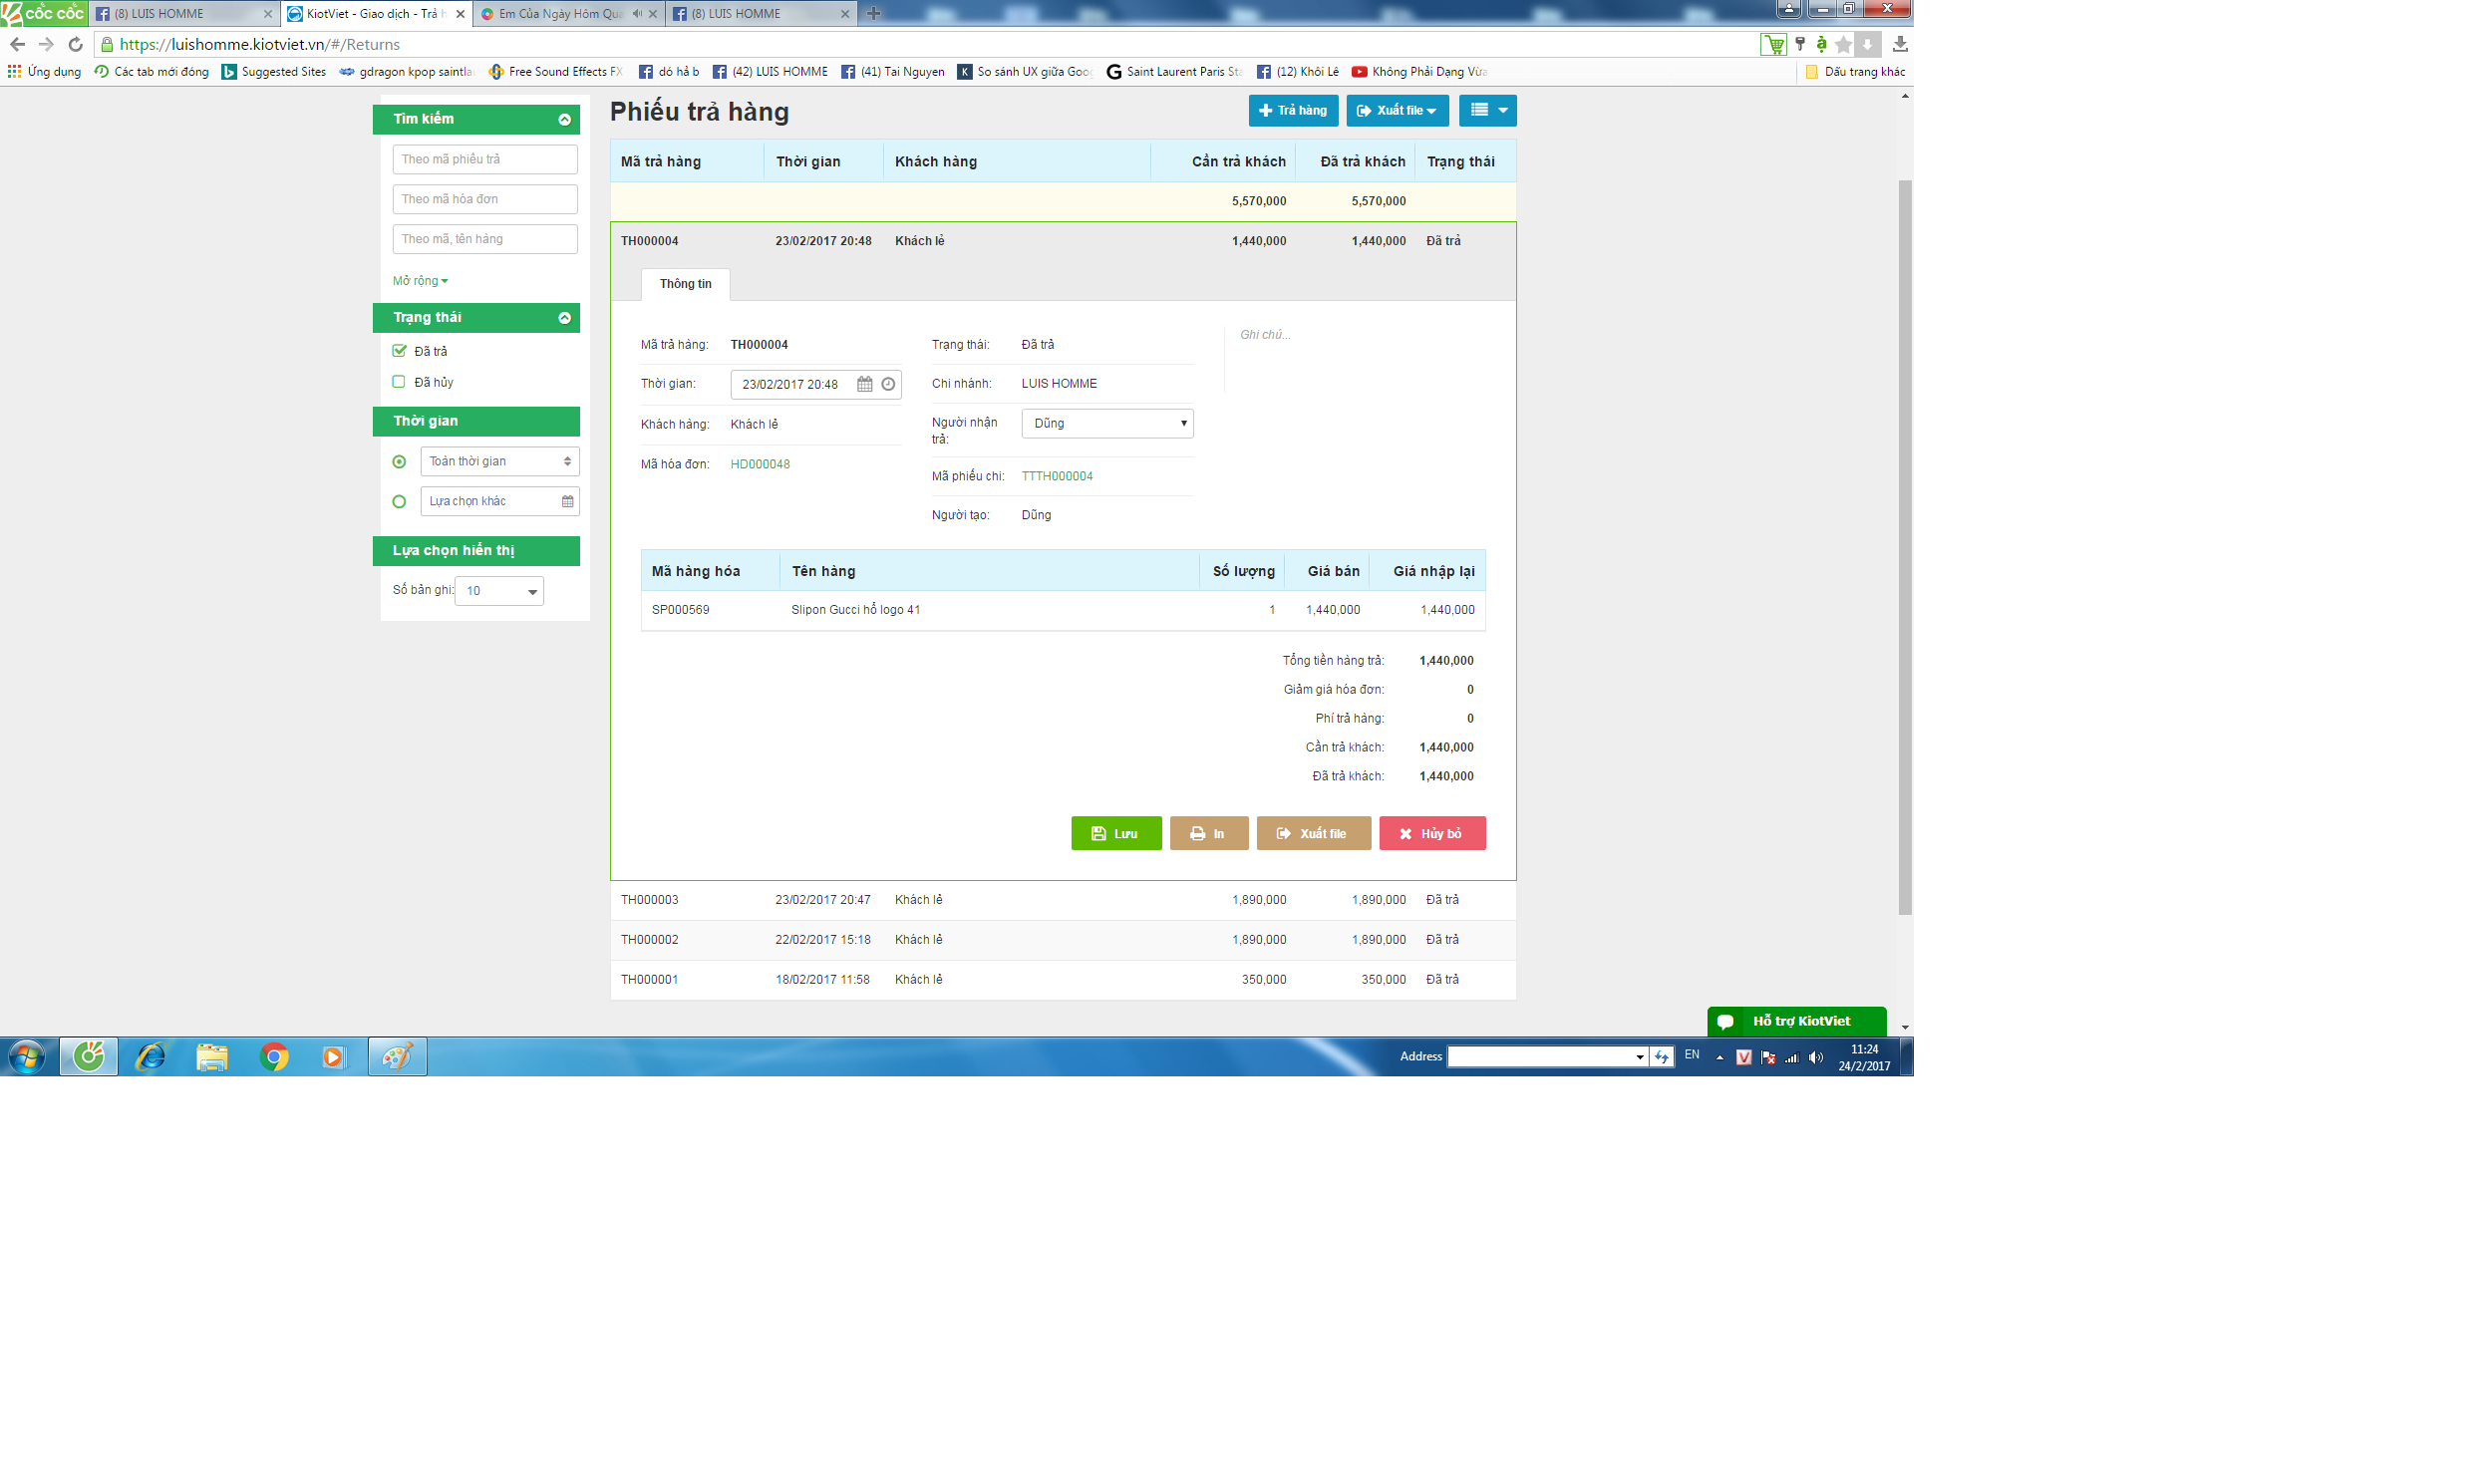 cốc cốc
(8) LUIS HOMME
KiotViet - Giao dịch - Trả h
Em Của Ngày Hôm Qua
(8) LUIS HOMME
https://luishomme.kiotviet.vn/#/Returns
Ứng dụng
Các tab mới đóng
Suggested Sites
gdragon kpop saintla
Free Sound Effects FX
dó hả b
(42) LUIS HOMME
(41) Tai Nguyen
So sánh UX giữa Goog
Saint Laurent Paris Sta
(12) Khôi Lê
Không Phải Dạng Vừa
Dấu trang khác
Tìm kiếm
Theo mã phiếu trả
Theo mã hóa đơn
Theo mã, tên hàng
Mở rộng
Trạng thái
Đã trả
Đã hủy
Thời gian
Toàn thời gian
Lựa chọn khác
Lựa chọn hiển thị
Số bản ghi: 10
Phiếu trả hàng
Trả hàng
Xuất file
Mã trả hàng Thời gian Khách hàng Cần trả khách Đã trả khách Trạng thái
5,570,000 5,570,000
TH000004 23/02/2017 20:48 Khách lẻ 1,440,000 1,440,000 Đã trả
Thông tin
Mã trả hàng: TH000004
Thời gian: 23/02/2017 20:48
Khách hàng: Khách lẻ
Mã hóa đơn: HD000048
Trạng thái: Đã trả
Chi nhánh: LUIS HOMME
Người nhận trả: Dũng
Mã phiếu chi: TTTH000004
Người tạo: Dũng
Ghi chú...
Mã hàng hóa Tên hàng Số lượng Giá bán Giá nhập lại
SP000569 Slipon Gucci hổ logo 41 1 1,440,000 1,440,000
Tổng tiền hàng trả: 1,440,000
Giảm giá hóa đơn: 0
Phí trả hàng: 0
Cần trả khách: 1,440,000
Đã trả khách: 1,440,000
Lưu
In
Xuất file
Hủy bỏ
TH000003 23/02/2017 20:47 Khách lẻ 1,890,000 1,890,000 Đã trả
TH000002 22/02/2017 15:18 Khách lẻ 1,890,000 1,890,000 Đã trả
TH000001 18/02/2017 11:58 Khách lẻ 350,000 350,000 Đã trả
Hỗ trợ KiotViet
Address
EN
11:24
24/2/2017